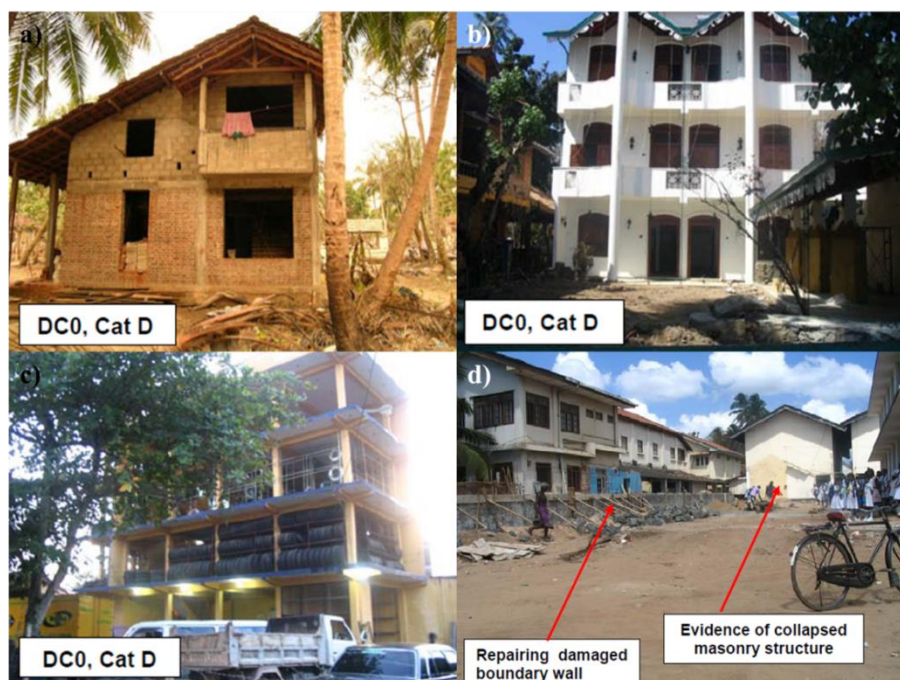 a)
DC0, Cat D
b)
DC0, Cat D
c)
DC0, Cat D
d)
Repairing damaged
boundary wall
Evidence of collapsed
masonry structure